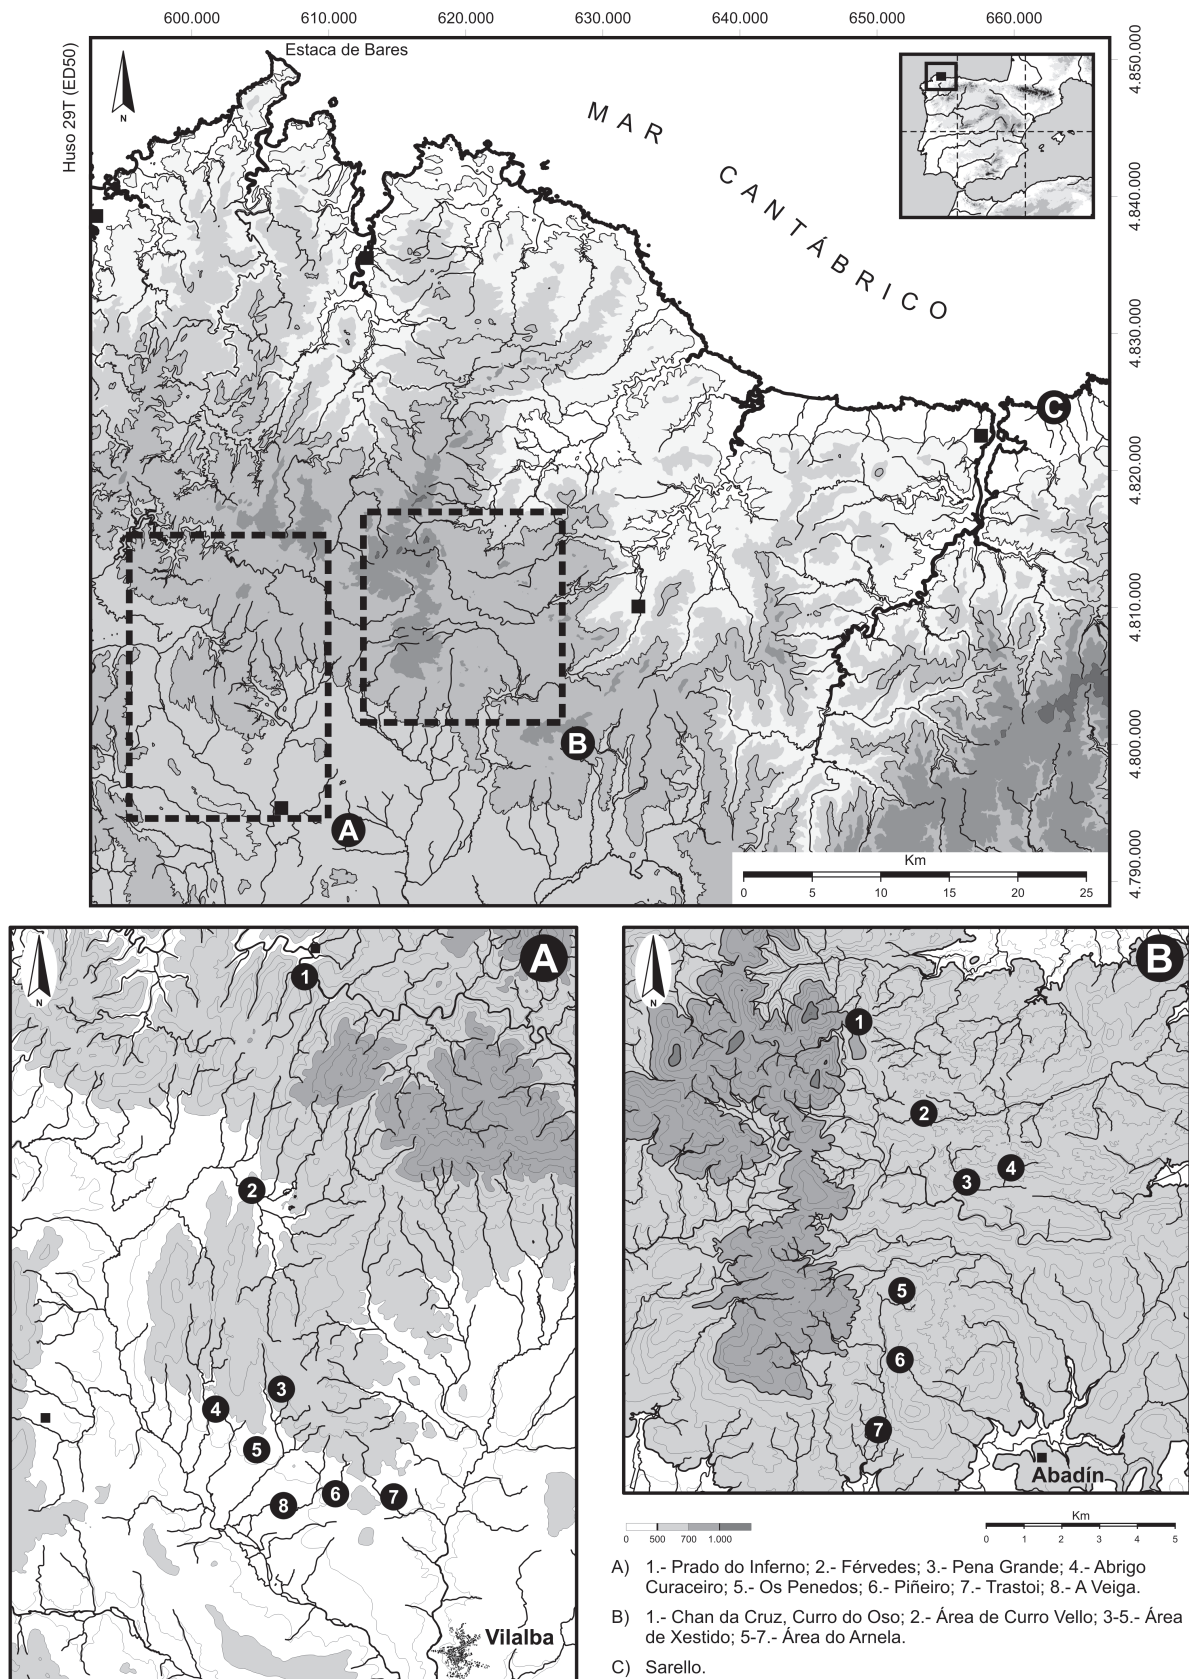 600.000 610.000 620.000 630.000 640.000 650.000 660.000
Huso 29T (ED50)
Estaca de Bares
N
MAR
CANTÁBRICO
4.850.000
4.840.000
4.830.000
4.820.000
4.810.000
4.800.000
4.790.000
C
B
A
Km
0 5 10 15 20 25
N
A
1
2
3
4
5
6
7
8
Vilalba
N
B
1
2
3
4
5
6
7
Abadín
0 500 700 1.000
Km
0 1 2 3 4 5
A) 1.- Prado do Inferno; 2.- Férvedes; 3.- Pena Grande; 4.- Abrigo
Curaceiro; 5.- Os Penedos; 6.- Piñeiro; 7.- Trastoi; 8.- A Veiga.
B) 1.- Chan da Cruz, Curro do Oso; 2.- Área de Curro Vello; 3-5.- Área
de Xestido; 5-7.- Área do Arnela.
C) Sarello.